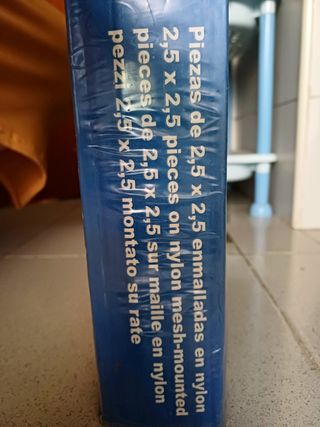 Piezas de 2,5 x 2,5 enmalladas en nylon
2,5 x 2,5 pieces on nylon mesh-mounted
pieces de 2,5 x 2,5 sur maille en nylon
pezzi 2,5 x 2,5 montato su rate